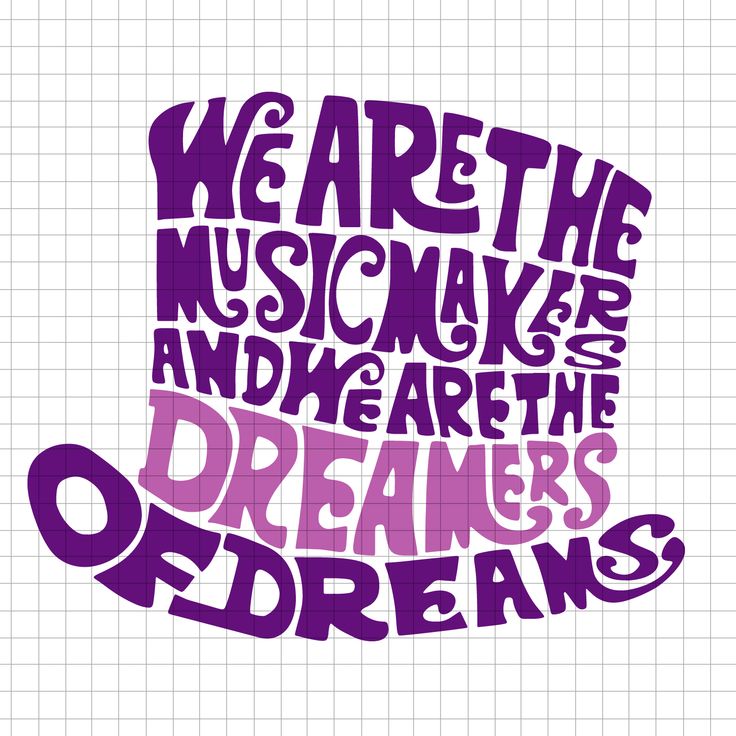 WE ARE THE
MUSIC MAKERS
AND WE ARE THE
DREAMERS
OF DREAMS